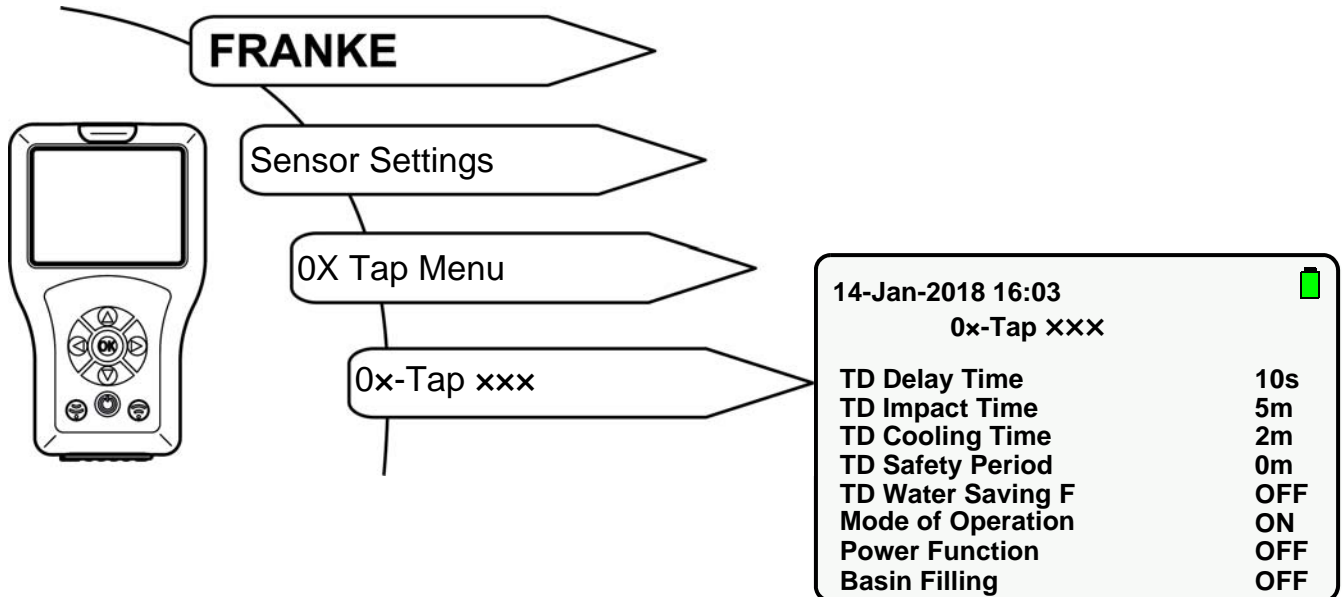 FRANKE
Sensor Settings
0X Tap Menu
0×-Tap ×××
OK
14-Jan-2018 16:03
0×-Tap ×××
TD Delay Time 10s
TD Impact Time 5m
TD Cooling Time 2m
TD Safety Period 0m
TD Water Saving F OFF
Mode of Operation ON
Power Function OFF
Basin Filling OFF